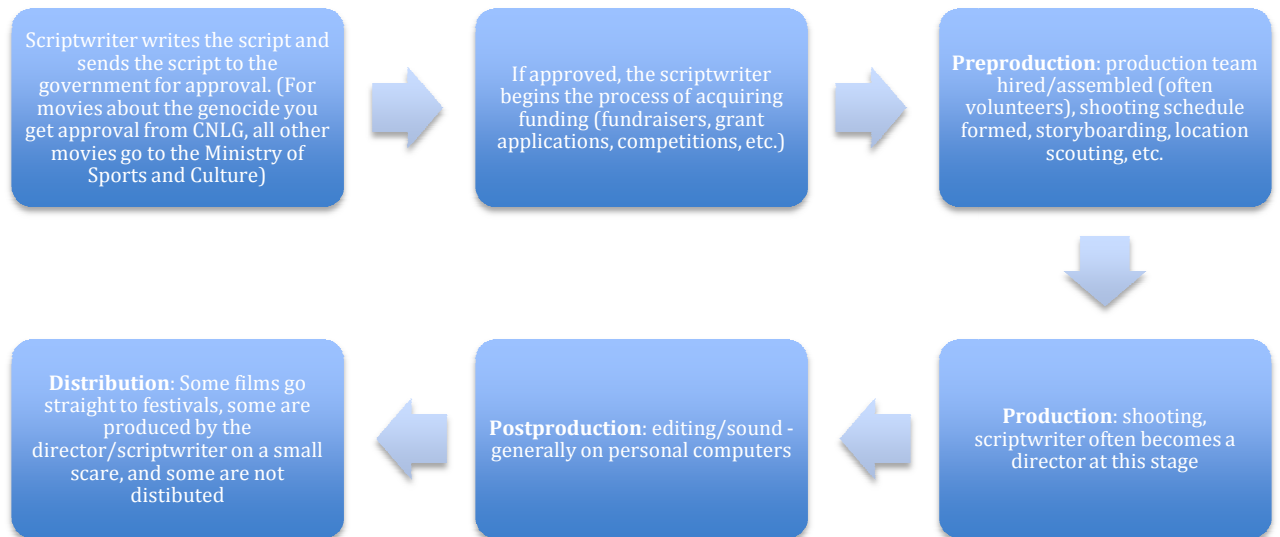 Scriptwriter writes the script and
sends the script to the
government for approval. (For
movies about the genocide you
get approval from CNLG, all other
movies go to the Ministry of
Sports and Culture)
If approved, the scriptwriter
begins the process of acquiring
funding (fundraisers, grant
applications, competitions, etc.)
Preproduction: production team
hired/assembled (often
volunteers), shooting schedule
formed, storyboarding, location
scouting, etc.
Production: shooting,
scriptwriter often becomes a
director at this stage
Postproduction: editing/sound -
generally on personal computers
Distribution: Some films go
straight to festivals, some are
produced by the
director/scriptwriter on a small
scare, and some are not
distibuted